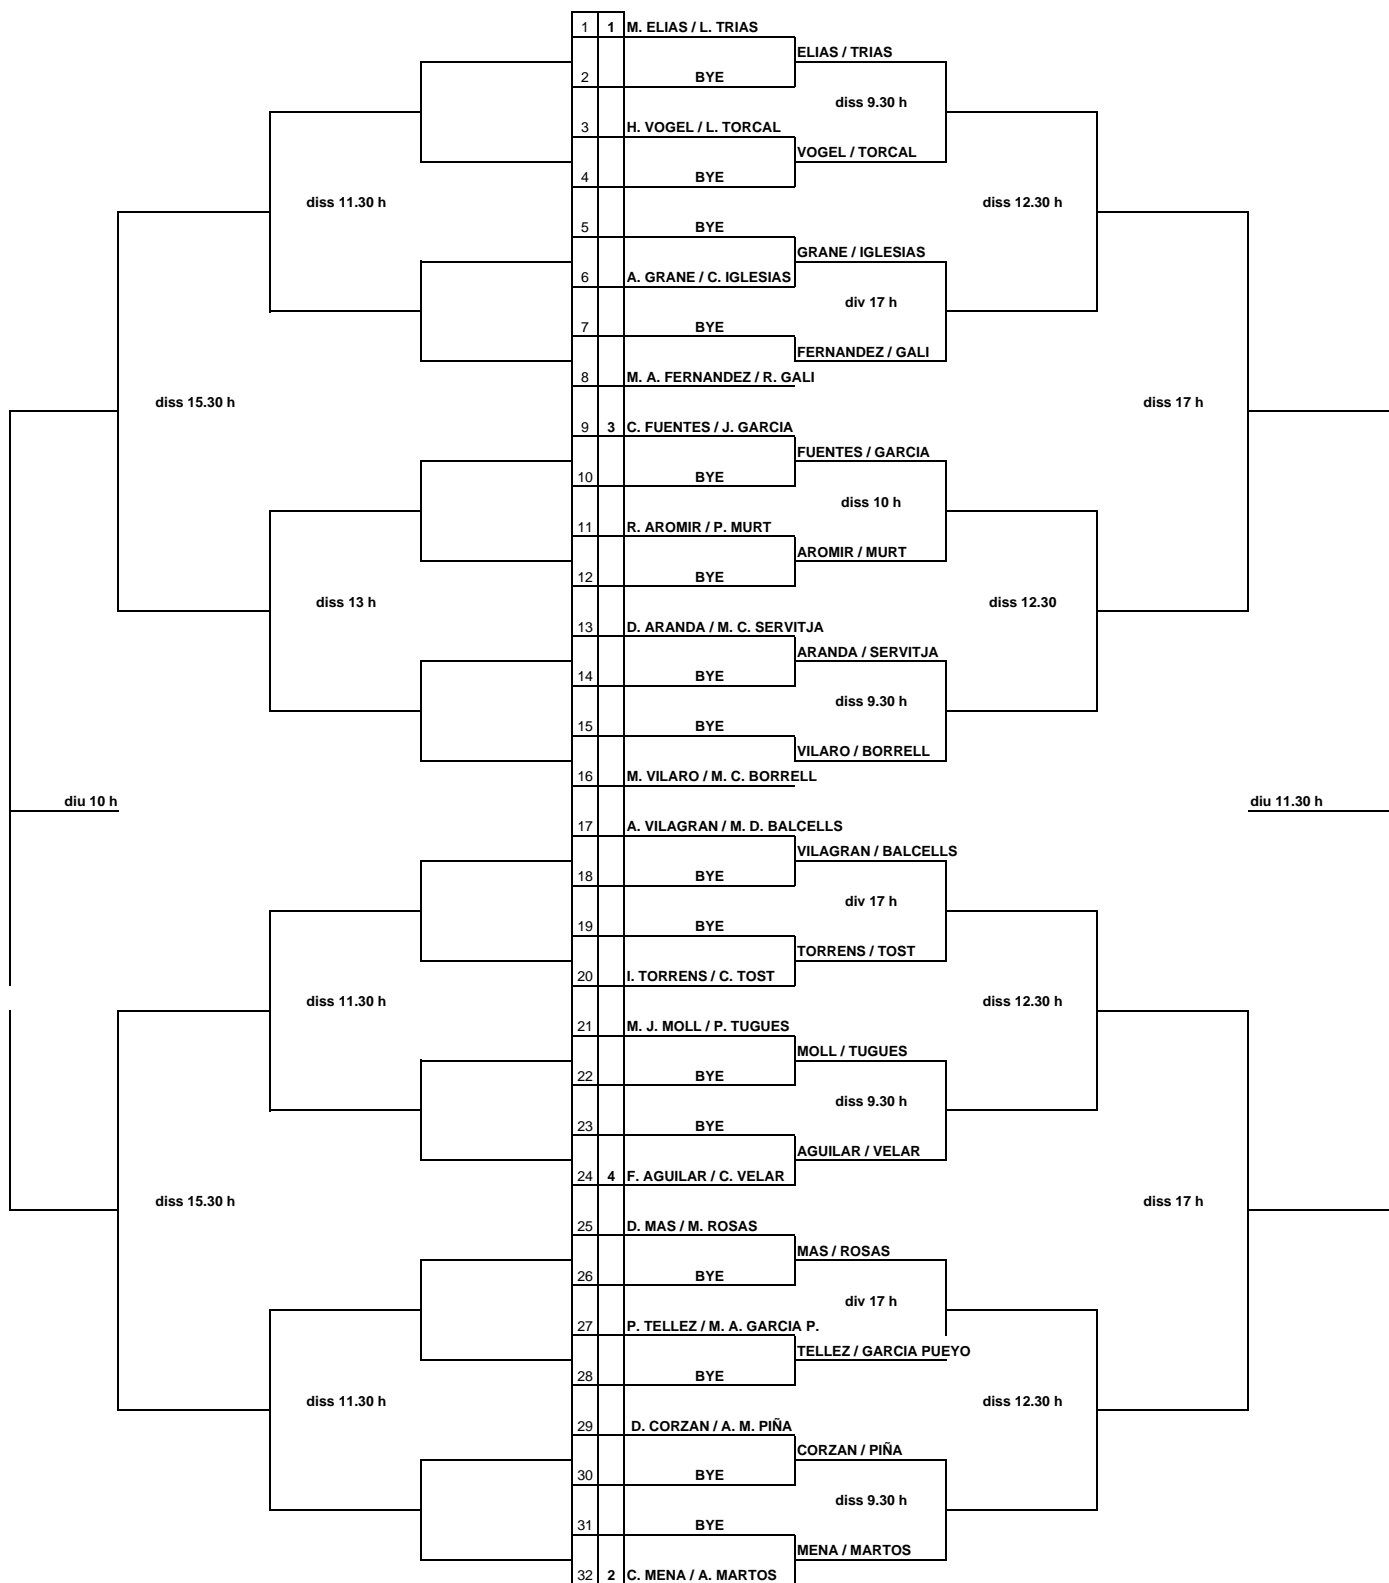 1 1 M. ELIAS / L. TRIAS
ELIAS / TRIAS
2 BYE
diss 9.30 h
3 H. VOGEL / L. TORCAL
VOGEL / TORCAL
4 BYE
diss 11.30 h
diss 12.30 h
5 BYE
GRANE / IGLESIAS
6 A. GRANE / C. IGLESIAS
div 17 h
7 BYE
FERNANDEZ / GALI
8 M. A. FERNANDEZ / R. GALI
diss 15.30 h
diss 17 h
9 3 C. FUENTES / J. GARCIA
FUENTES / GARCIA
10 BYE
diss 10 h
11 R. AROMIR / P. MURT
AROMIR / MURT
12 BYE
diss 13 h
diss 12.30
13 D. ARANDA / M. C. SERVITJA
ARANDA / SERVITJA
14 BYE
diss 9.30 h
15 BYE
VILARO / BORRELL
16 M. VILARO / M. C. BORRELL
diu 10 h
diu 11.30 h
17 A. VILAGRAN / M. D. BALCELLS
VILAGRAN / BALCELLS
18 BYE
div 17 h
19 BYE
TORRENS / TOST
20 I. TORRENS / C. TOST
diss 11.30 h
diss 12.30 h
21 M. J. MOLL / P. TUGUES
MOLL / TUGUES
22 BYE
diss 9.30 h
23 BYE
AGUILAR / VELAR
24 4 F. AGUILAR / C. VELAR
diss 15.30 h
diss 17 h
25 D. MAS / M. ROSAS
MAS / ROSAS
26 BYE
div 17 h
27 P. TELLEZ / M. A. GARCIA P.
TELLEZ / GARCIA PUEYO
28 BYE
diss 11.30 h
diss 12.30 h
29 D. CORZAN / A. M. PIÑA
CORZAN / PIÑA
30 BYE
diss 9.30 h
31 BYE
MENA / MARTOS
32 2 C. MENA / A. MARTOS